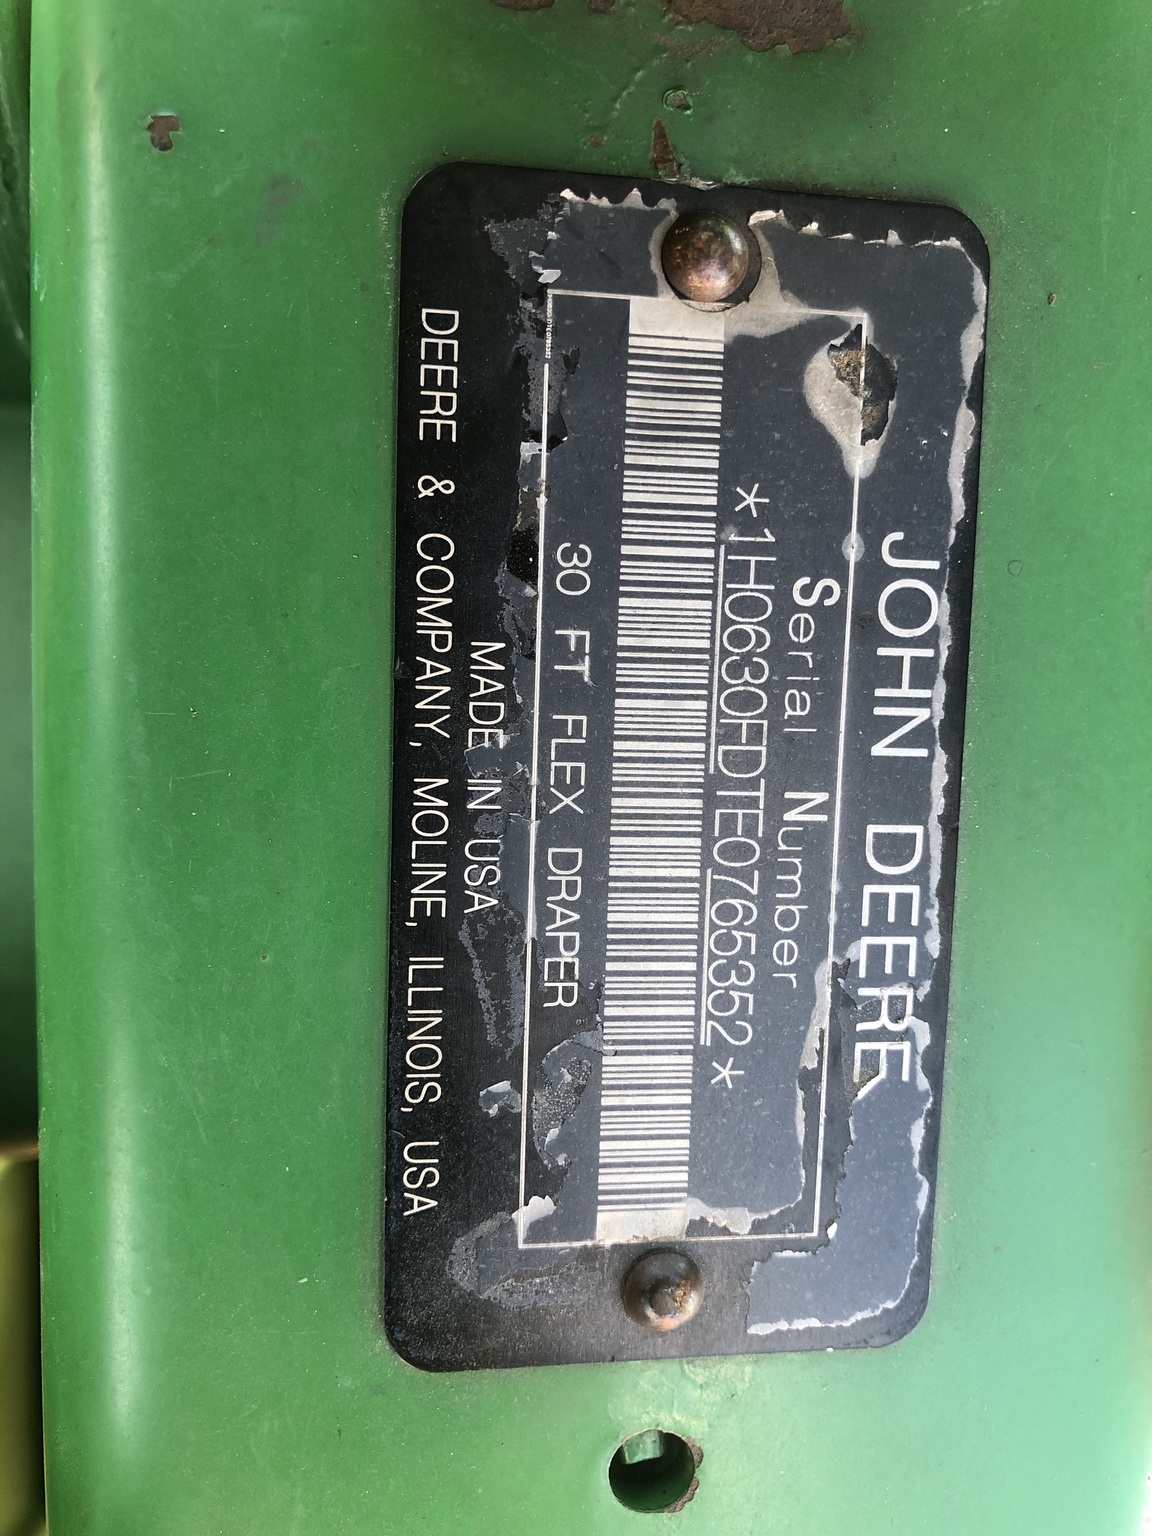 JOHN DEERE
Serial Number
*1H0630FDTE0765352*
30 FT FLEX DRAPER
MADE IN USA
DEERE & COMPANY, MOLINE, ILLINOIS, USA